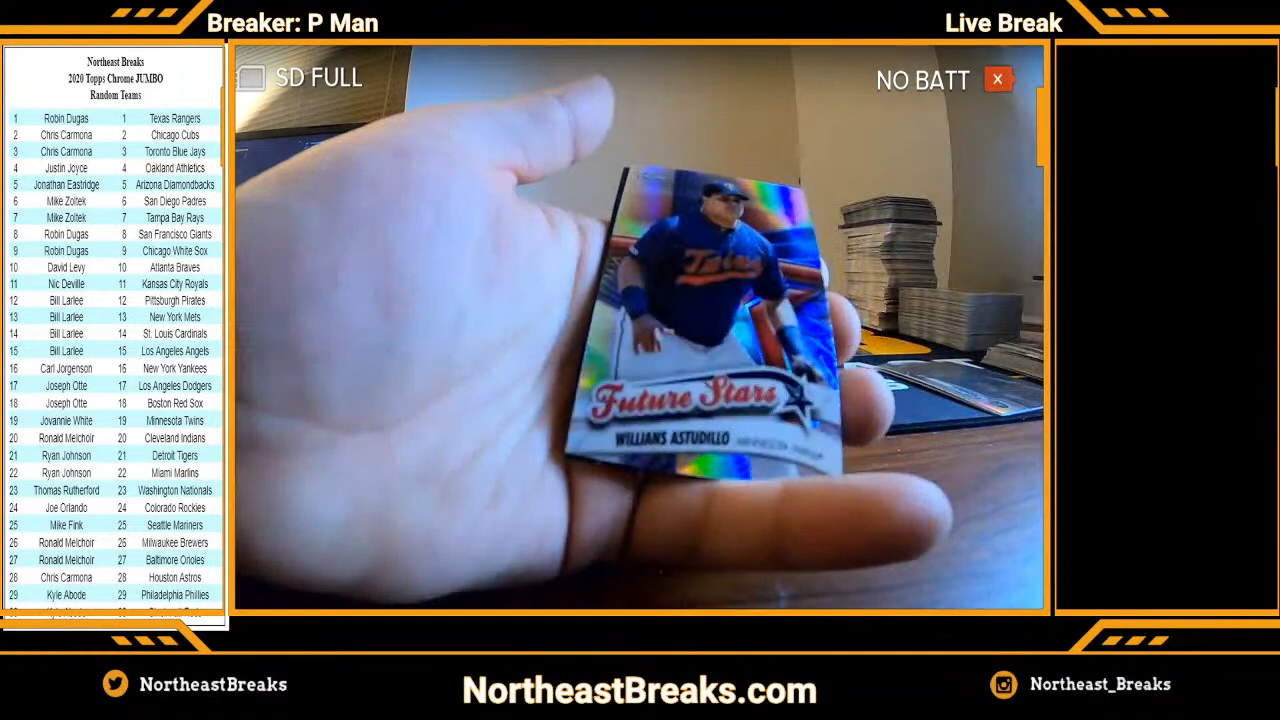 Breaker: P Man
Live Break
Northeast Breaks
2020 Topps Chrome JUMBO
Random Teams
1 Robin Dugas 1 Texas Rangers
2 Chris Carmona 2 Chicago Cubs
3 Chris Carmona 3 Toronto Blue Jays
4 Justin Joyce 4 Oakland Athletics
5 Jonathan Eastridge 5 Arizona Diamondbacks
6 Mike Zoltek 6 San Diego Padres
7 Mike Zoltek 7 Tampa Bay Rays
8 Robin Dugas 8 San Francisco Giants
9 Robin Dugas 9 Chicago White Sox
10 David Levy 10 Atlanta Braves
11 Nic Deville 11 Kansas City Royals
12 Bill Larlee 12 Pittsburgh Pirates
13 Bill Larlee 13 New York Mets
14 Bill Larlee 14 St. Louis Cardinals
15 Bill Larlee 15 Los Angeles Angels
16 Carl Jorgenson 16 New York Yankees
17 Joseph Otte 17 Los Angeles Dodgers
18 Joseph Otte 18 Boston Red Sox
19 Jovannie White 19 Minnesota Twins
20 Ronald Melchoir 20 Cleveland Indians
21 Ryan Johnson 21 Detroit Tigers
22 Ryan Johnson 22 Miami Marlins
23 Thomas Rutherford 23 Washington Nationals
24 Joe Orlando 24 Colorado Rockies
25 Mike Fink 25 Seattle Mariners
26 Ronald Melchoir 26 Milwaukee Brewers
27 Ronald Melchoir 27 Baltimore Orioles
28 Chris Carmona 28 Houston Astros
29 Kyle Abode 29 Philadelphia Phillies
SD FULL
NO BATT
Twins
Future Stars
WILLIANS ASTUDILLO
NortheastBreaks
NortheastBreaks.com
Northeast_Breaks